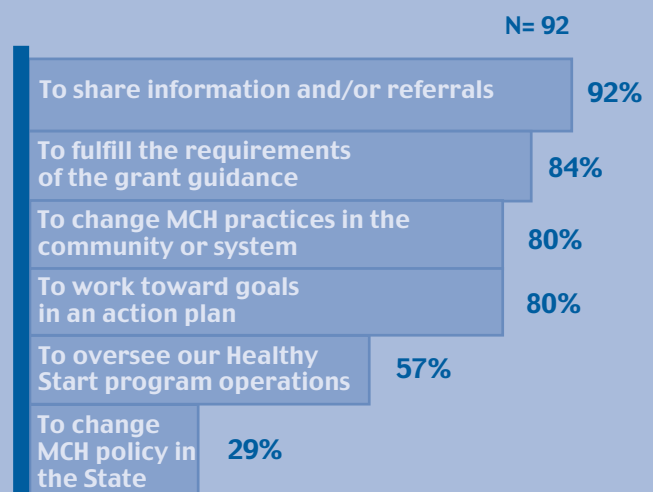 N= 92
To share information and/or referrals
92%
To fulfill the requirements
of the grant guidance
84%
To change MCH practices in the
community or system
80%
To work toward goals
in an action plan
80%
To oversee our Healthy
Start program operations
57%
To change
MCH policy in
the State
29%